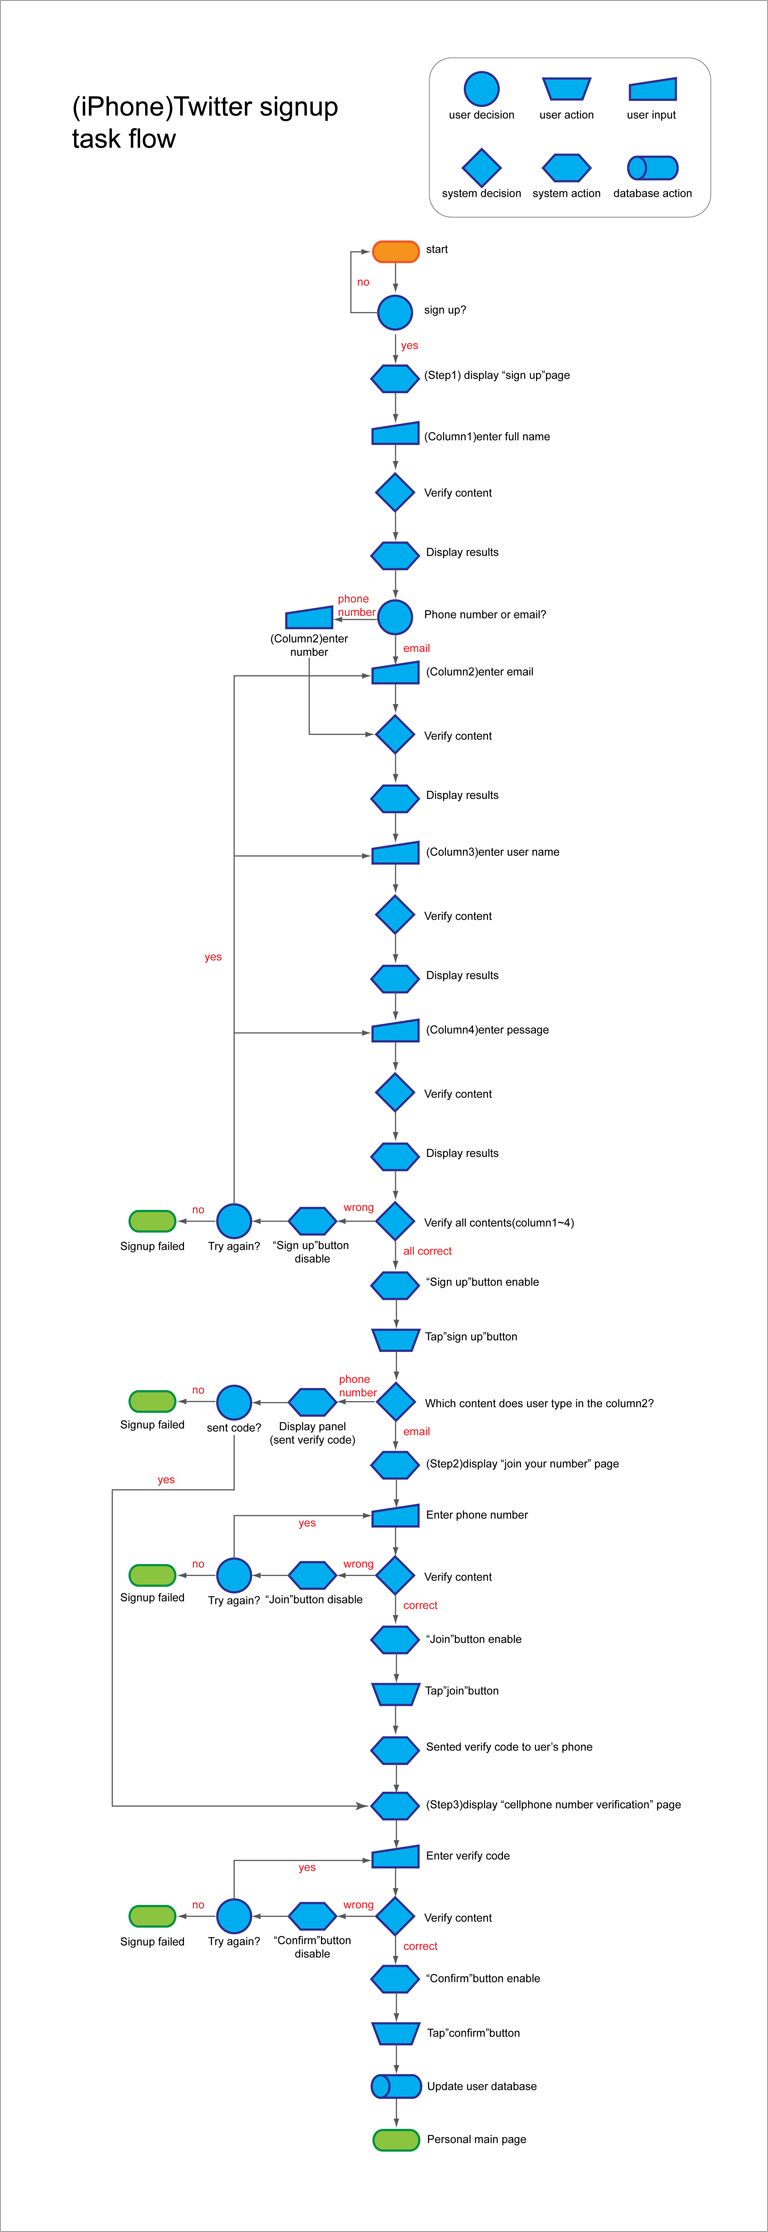 (iPhone)Twitter signup
task flow
user decision
user action
user input
system decision
system action
database action
start
no
sign up?
yes
(Step1) display “sign up”page
(Column1)enter full name
Verify content
Display results
phone
number
Phone number or email?
(Column2)enter
number
email
(Column2)enter email
Verify content
Display results
(Column3)enter user name
Verify content
yes
Display results
(Column4)enter pessage
Verify content
Display results
no
wrong
Verify all contents(column1~4)
Signup failed
Try again?
“Sign up”button
disable
all correct
“Sign up”button enable
Tap”sign up”button
phone
number
no
Which content does user type in the column2?
Signup failed
sent code?
Display panel
(sent verify code)
email
(Step2)display “join your number” page
yes
Enter phone number
yes
no
wrong
Verify content
Signup failed
Try again?
“Join”button disable
correct
“Join”button enable
Tap”join”button
Sented verify code to uer’s phone
(Step3)display “cellphone number verification” page
Enter verify code
yes
no
wrong
Verify content
Signup failed
Try again?
“Confirm”button
disable
correct
“Confirm”button enable
Tap”confirm”button
Update user database
Personal main page